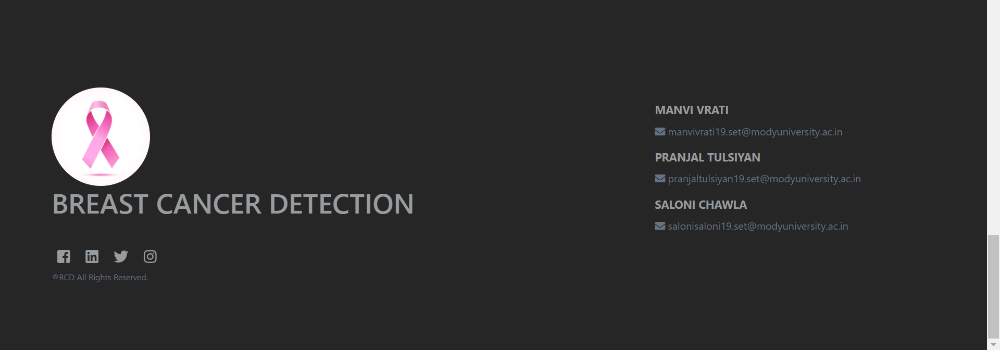 BREAST CANCER DETECTION
®BCD All Rights Reserved.
MANVI VRATI
manvivrati19.set@modyuniversity.ac.in
PRANJAL TULSIYAN
pranjaltulsiyan19.set@modyuniversity.ac.in
SALONI CHAWLA
salonisaloni19.set@modyuniversity.ac.in